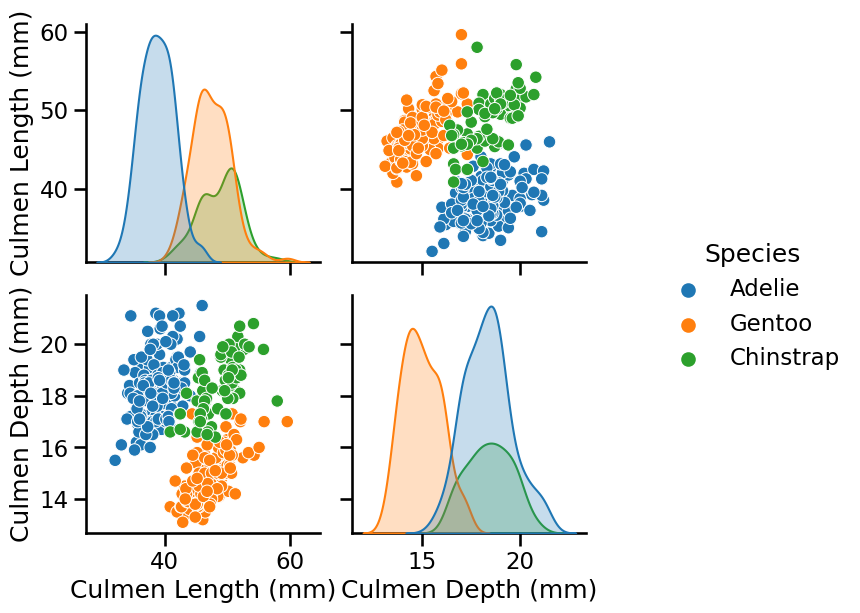 60
50
40
Culmen Length (mm)
Species
Adelie
Gentoo
Chinstrap
20
18
16
14
Culmen Depth (mm)
40 60
15 20
Culmen Length (mm) Culmen Depth (mm)